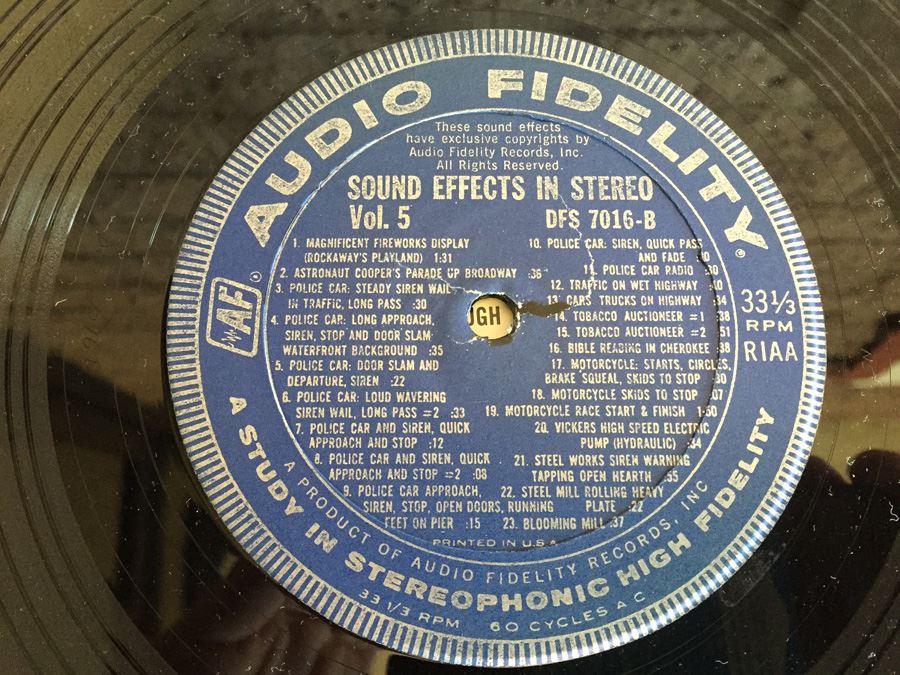 AUDIO FIDELITY®
These sound effects
have exclusive copyrights by
Audio Fidelity Records, Inc.
All Rights Reserved.
SOUND EFFECTS IN STEREO
Vol. 5
DFS 7016-B
1. MAGNIFICENT FIREWORKS DISPLAY
(ROCKAWAY'S PLAYLAND) 1:31
2. ASTRONAUT COOPER'S PARADE UP BROADWAY :36
3. POLICE CAR: STEADY SIREN WAIL
IN TRAFFIC, LONG PASS :30
4. POLICE CAR: LONG APPROACH,
SIREN, STOP AND DOOR SLAM
WATERFRONT BACKGROUND :35
5. POLICE CAR: DOOR SLAM AND
DEPARTURE, SIREN :22
6. POLICE CAR: LOUD WAVERING
SIREN WAIL, LONG PASS #2 :33
7. POLICE CAR AND SIREN, QUICK
APPROACH AND STOP :12
8. POLICE CAR AND SIREN, QUICK
APPROACH AND STOP #2 :08
9. POLICE CAR APPROACH,
SIREN, STOP, OPEN DOORS, RUNNING
FEET ON PIER :15
10. POLICE CAR: SIREN, QUICK PASS
AND FADE
11. POLICE CAR RADIO
12. TRAFFIC ON WET HIGHWAY
13. CARS TRUCKS ON HIGHWAY :34
14. TOBACCO AUCTIONEER #1 :38
15. TOBACCO AUCTIONEER #2
16. BIBLE READING IN CHEROKEE
17. MOTORCYCLE: STARTS, CIRCLES,
BRAKE SQUEAL, SKIDS TO STOP
18. MOTORCYCLE SKIDS TO STOP :07
19. MOTORCYCLE RACE START & FINISH 1:50
20. VICKERS HIGH SPEED ELECTRIC
PUMP (HYDRAULIC) :34
21. STEEL WORKS SIREN WARNING
TAPPING OPEN HEARTH :55
22. STEEL MILL ROLLING HEAVY
PLATE :22
23. BLOOMING MILL :37
PRINTED IN U.S.A.
AF®
UGH
33 1/3
RPM
RIAA
A PRODUCT OF AUDIO FIDELITY RECORDS, INC
A STUDY IN STEREOPHONIC HIGH FIDELITY
33 1/3 RPM 60 CYCLES A C